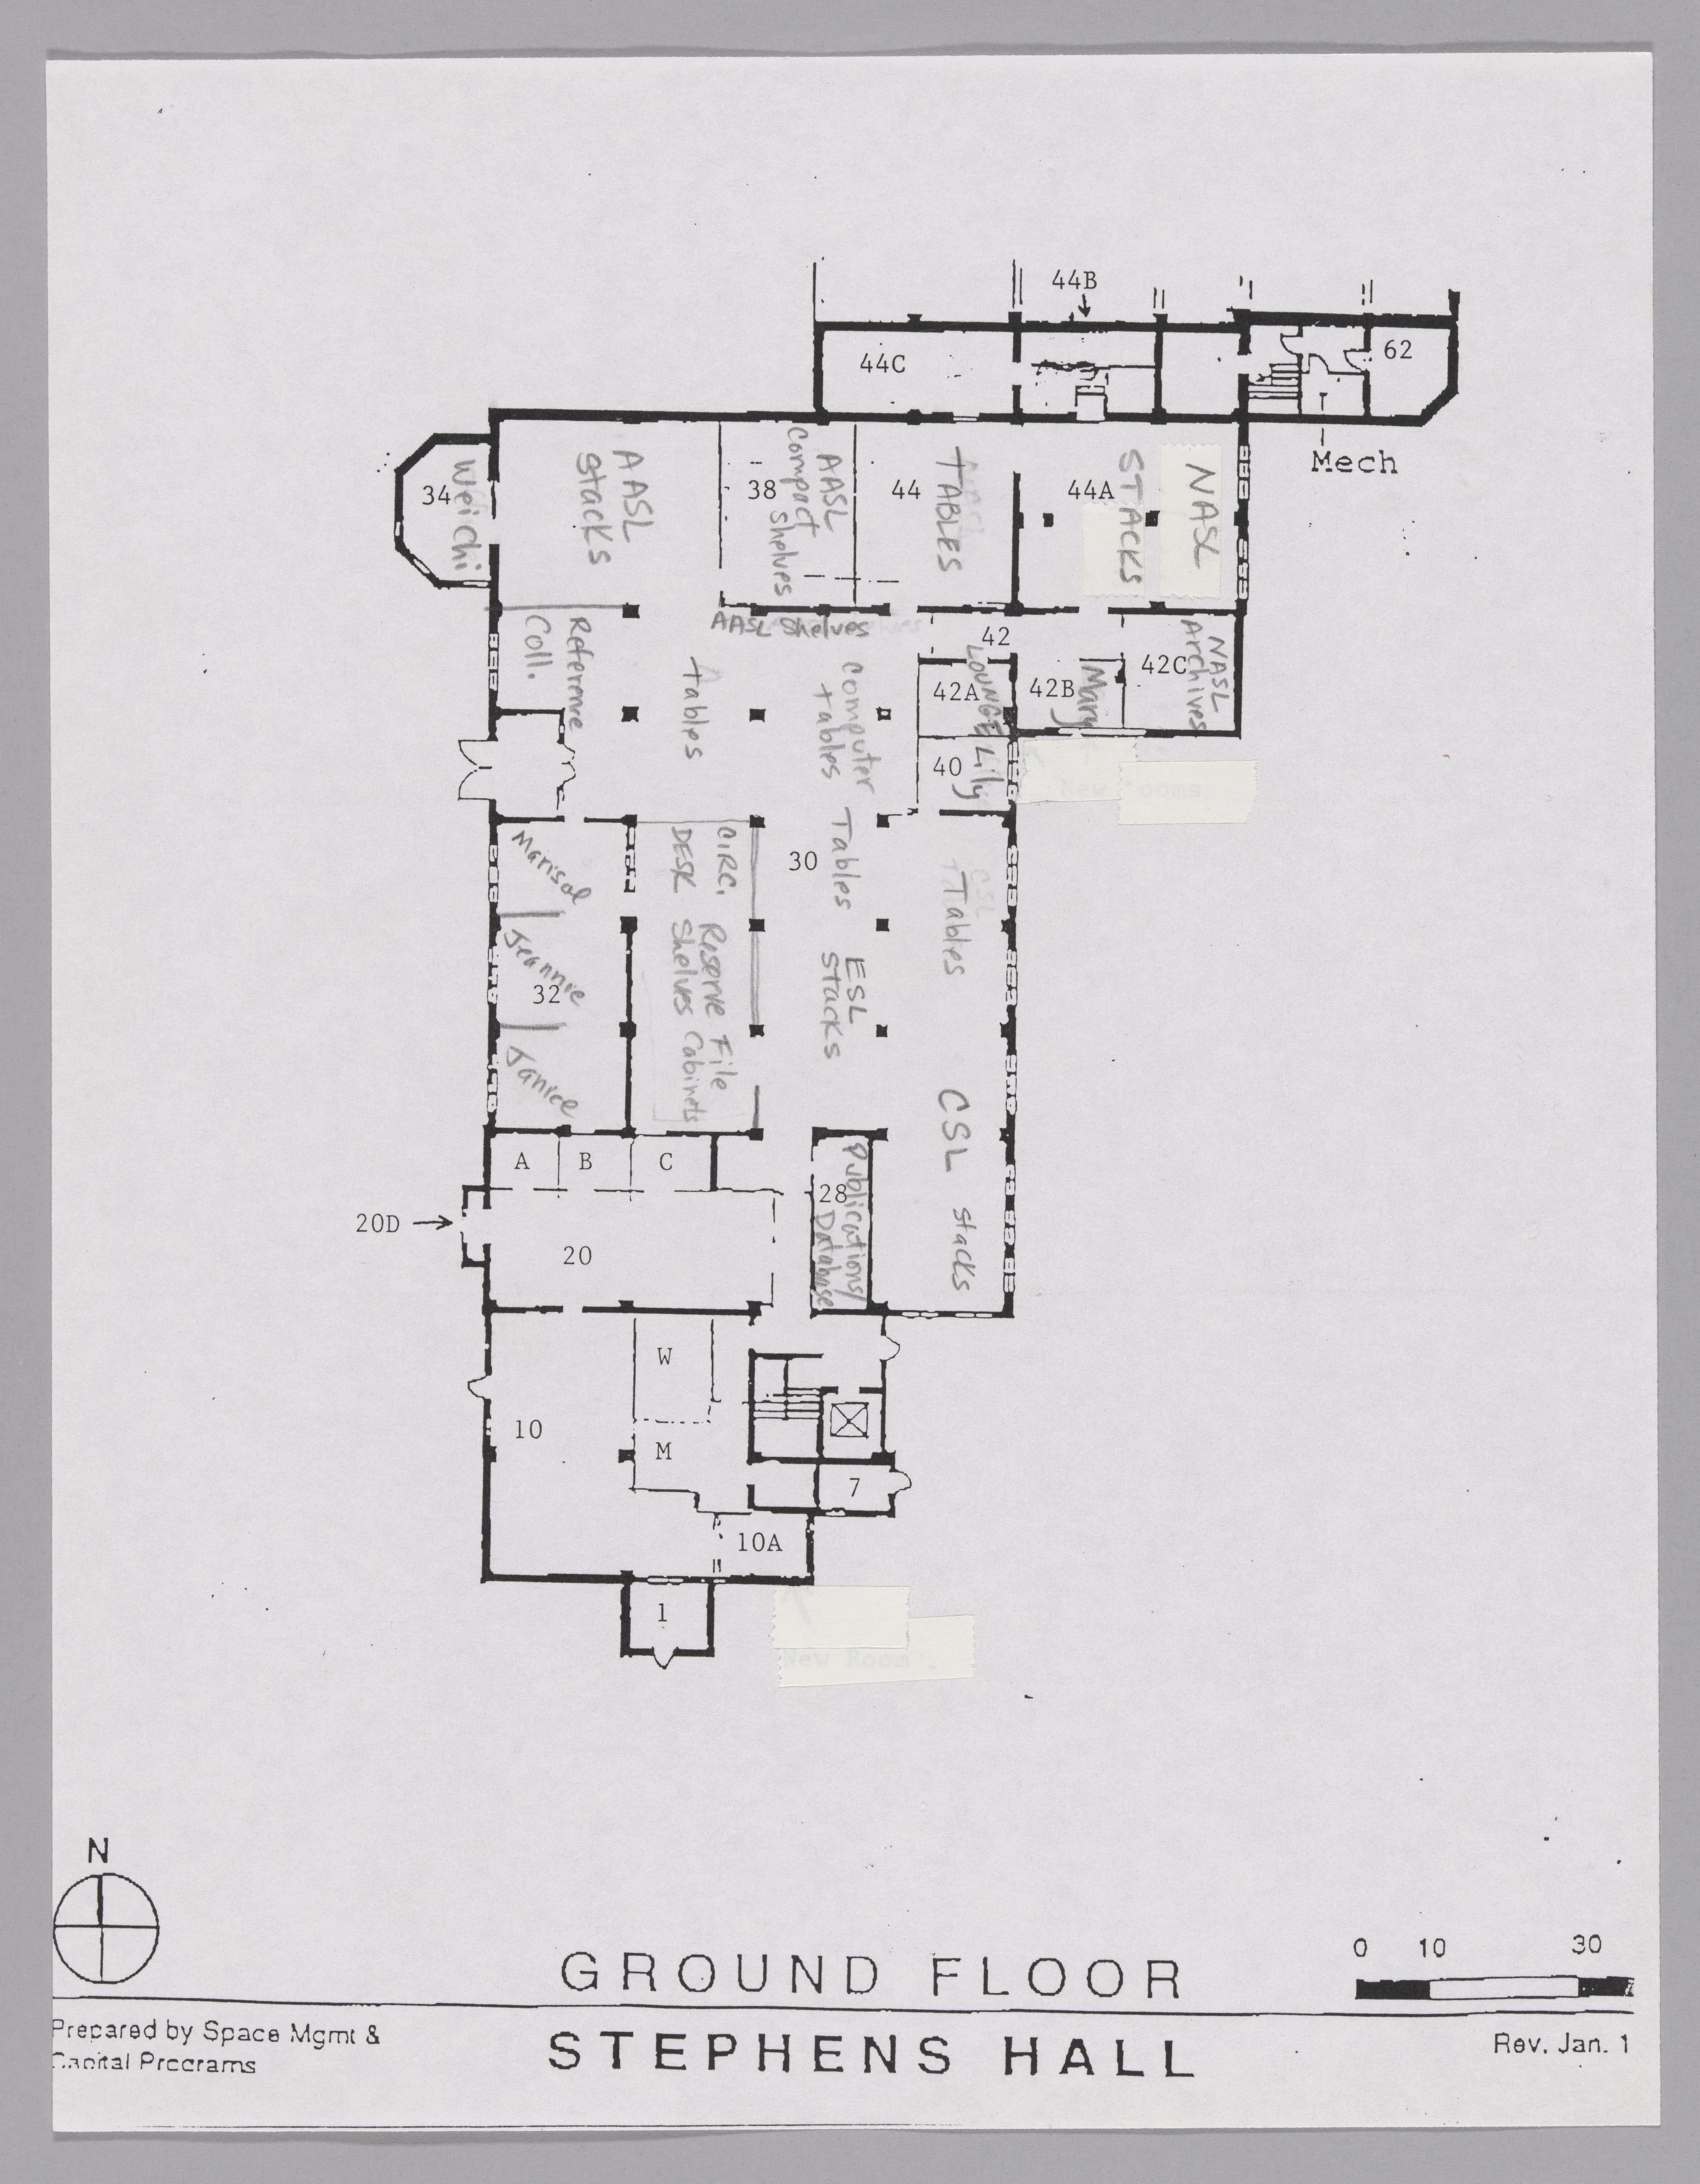 44B
44C
62
Mech
34
Weichi
AASL
stacks
38
AASL
compact
shelves
44
TABLES
44A
STACKS
NASL
AASL Shelves
42
LOUNGE
42A
42B
Mary
42C
NASL
Archives
Reference
Coll.
tables
computer
tables
40
Lily
New Rooms
Marisol
Jeannie
32
Janice
CIRC.
DESK
Reserve
Shelves
File
Cabinets
30
Tables
ESL
stacks
Tables
CSL stacks
A
B
C
28
Publications/
Database
20D
20
W
10
M
7
10A
1
New Room
N
0 10 30
GROUND FLOOR
Prepared by Space Mgmt &
Capital Programs
STEPHENS HALL
Rev. Jan. 1